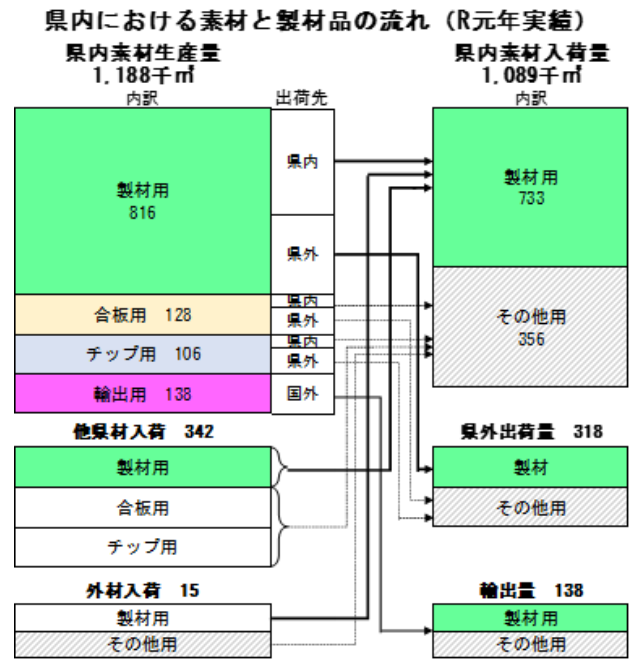 県内における素材と製材品の流れ（R元年実績）
県内素材生産量
1,188千㎥
内訳
出荷先
製材用
816
県内
県外
合板用 128
県内
県外
チップ用 106
県内
県外
輸出用 138
国外
他県材入荷 342
製材用
合板用
チップ用
外材入荷 15
製材用
その他用
県内素材入荷量
1,089千㎥
内訳
製材用
733
その他用
356
県外出荷量 318
製材
その他用
輸出量 138
製材用
その他用